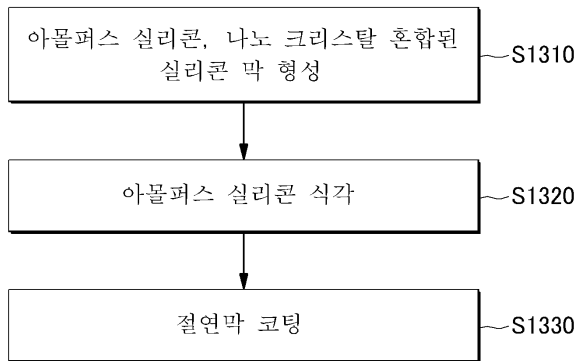 아몰퍼스 실리콘, 나노 크리스탈 혼합된
실리콘 막 형성
S1310
아몰퍼스 실리콘 식각
S1320
절연막 코팅
S1330